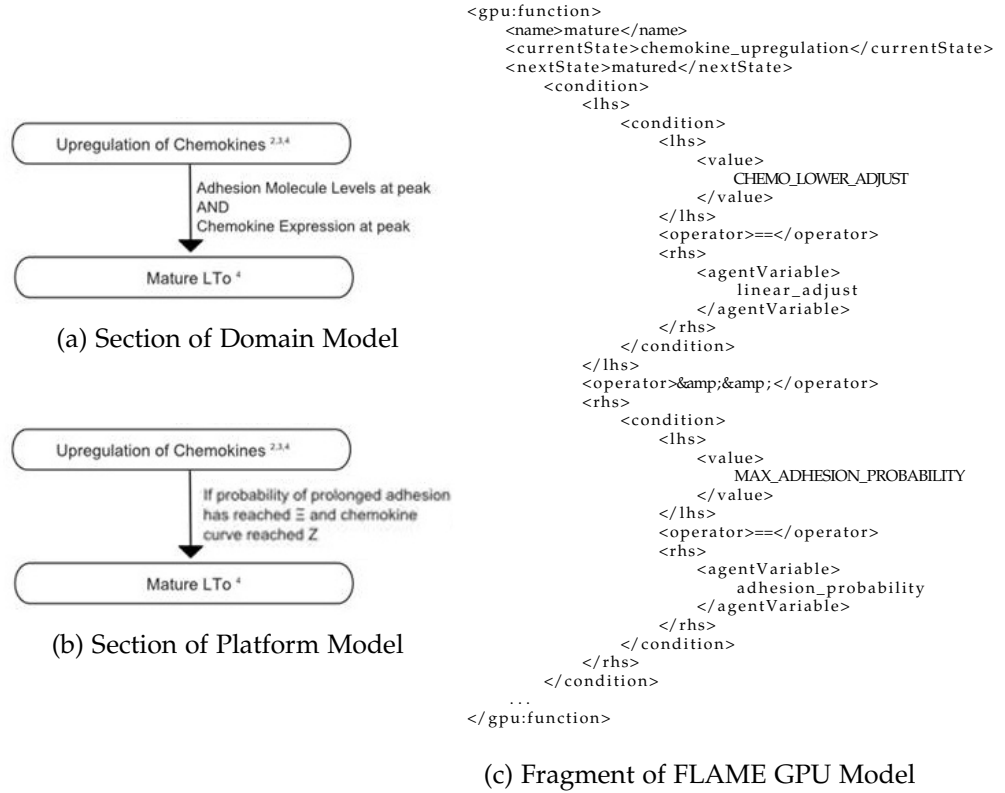 Upregulation of Chemokines 2,3,4
Adhesion Molecule Levels at peak
AND
Chemokine Expression at peak
Mature LTo 4
(a) Section of Domain Model
Upregulation of Chemokines 2,3,4
If probability of prolonged adhesion
has reached Ξ and chemokine
curve reached Z
Mature LTo 4
(b) Section of Platform Model
<gpu:function>
<name>mature</name>
<currentState>chemokine_upregulation</currentState>
<nextState>matured</nextState>
<condition>
<lhs>
<condition>
<lhs>
<value>
CHEMO_LOWER_ADJUST
</value>
</lhs>
<operator>==</operator>
<rhs>
<agentVariable>
linear_adjust
</agentVariable>
</rhs>
</condition>
</lhs>
<operator>&amp;&amp;</operator>
<rhs>
<condition>
<lhs>
<value>
MAX_ADHESION_PROBABILITY
</value>
</lhs>
<operator>==</operator>
<rhs>
<agentVariable>
adhesion_probability
</agentVariable>
</rhs>
</condition>
</rhs>
</condition>
...
</gpu:function>
(c) Fragment of FLAME GPU Model